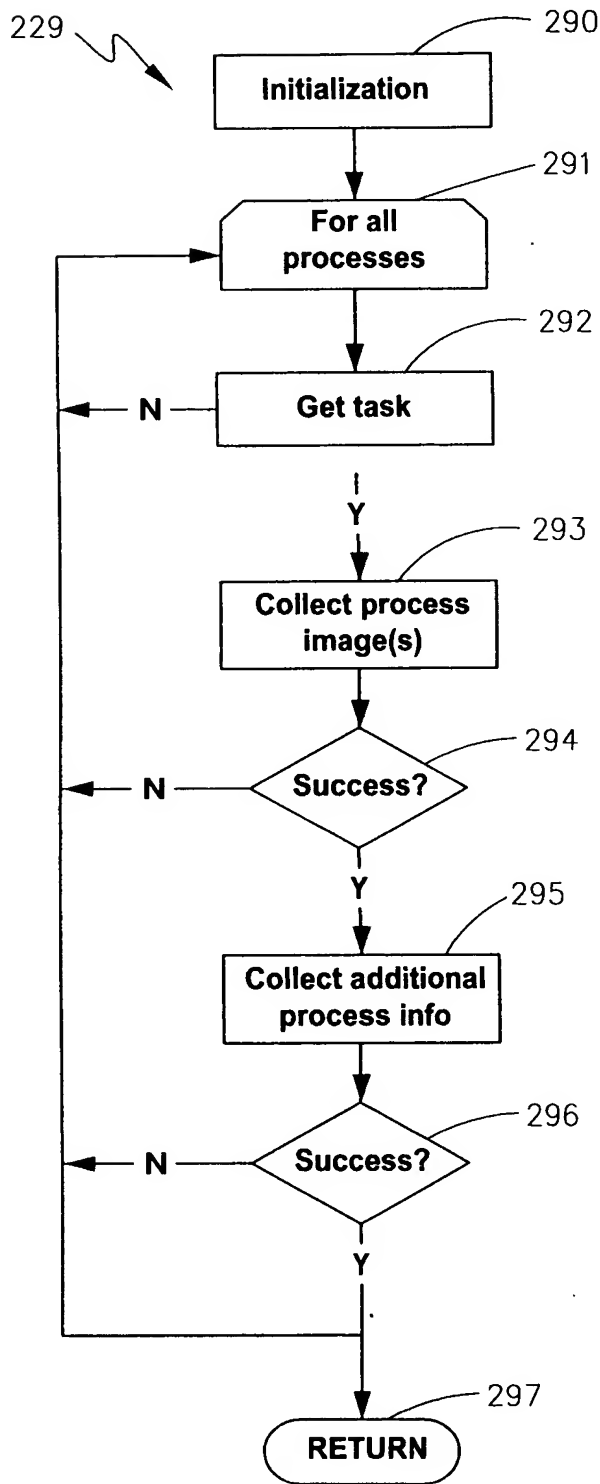 229
290
Initialization
291
For all
processes
292
Get task
N
Y
293
Collect process
image(s)
294
Success?
N
Y
295
Collect additional
process info
296
Success?
N
Y
297
RETURN